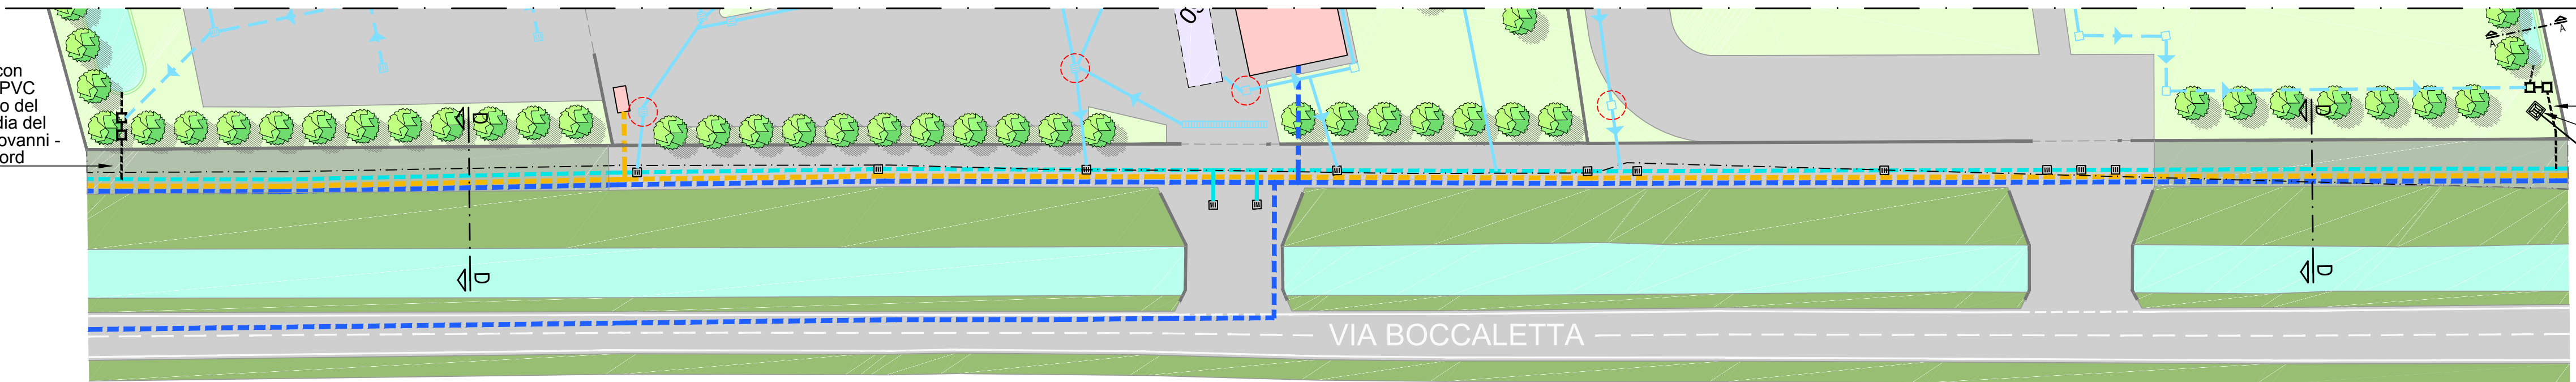 con
PVC
o del
dia del
ovanni -
ord
D
D
D
D
A
A
VIA BOCCALETTA